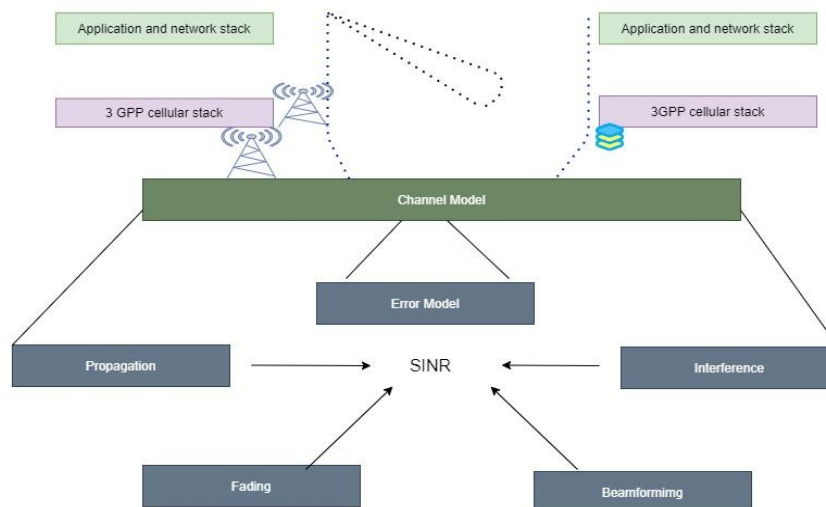 Application and network stack
Application and network stack
3 GPP cellular stack
3GPP cellular stack
Channel Model
Error Model
Propagation
SINR
Interference
Fading
Beamformimg